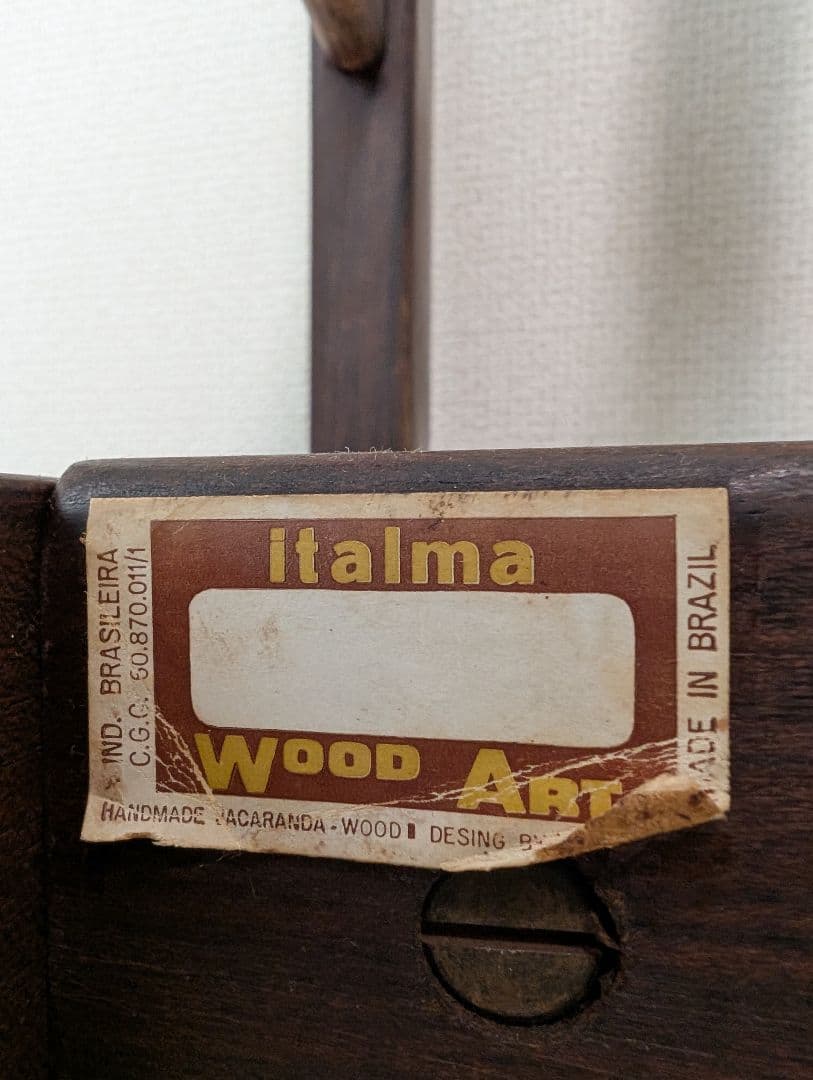 italma
WOOD ART
IND. BRASILEIRA
C.G.C. 60.870.011/1
MADE IN BRAZIL
HANDMADE JACARANDA-WOOD DESING BY